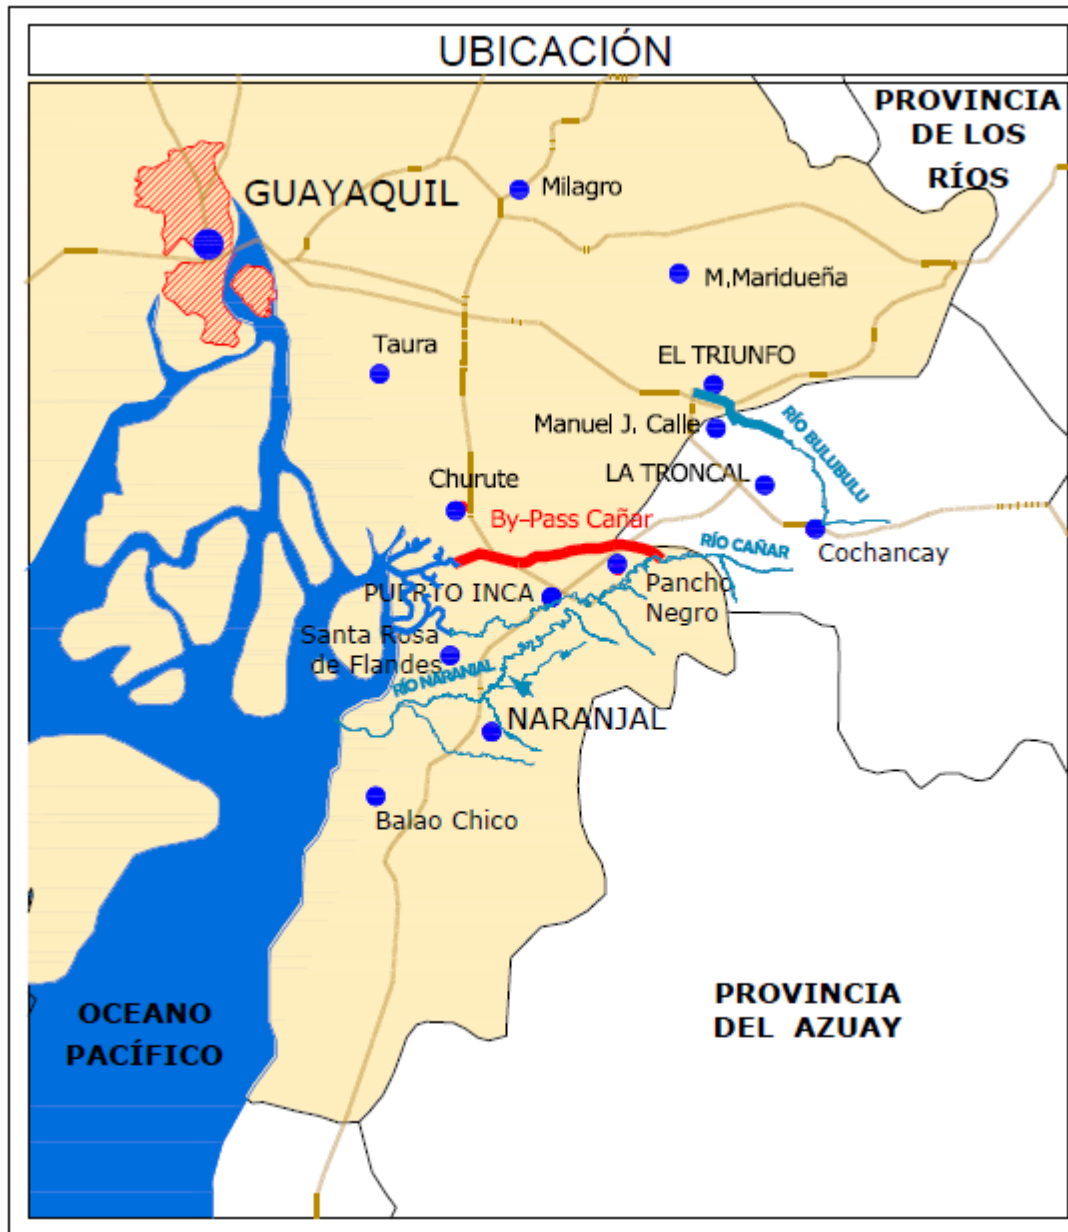 UBICACIÓN
PROVINCIA
DE LOS
RÍOS
GUAYAQUIL
Milagro
M,Maridueña
Taura
EL TRIUNFO
Manuel J. Calle
RÍO BULUBULU
LA TRONCAL
Churute
By-Pass Cañar
RÍO CAÑAR
Cochancay
PUERTO INCA
Pancho
Negro
Santa Rosa
de Flandes
RÍO NARANJAL
NARANJAL
Balao Chico
OCEANO
PACÍFICO
PROVINCIA
DEL AZUAY